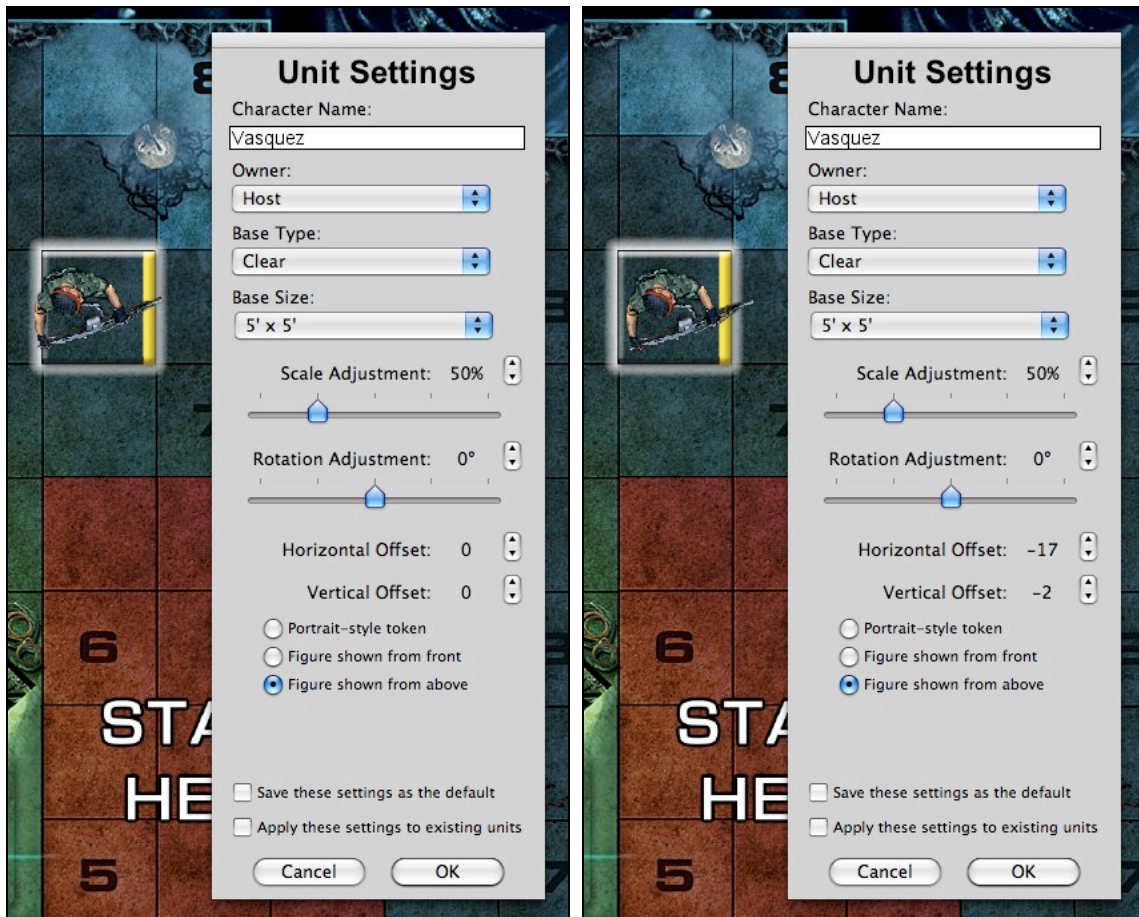 8
Unit Settings
Character Name:
Vasquez
Owner:
Host
Base Type:
Clear
Base Size:
5' x 5'
Scale Adjustment: 50%
Rotation Adjustment: 0°
Horizontal Offset: 0
Vertical Offset: 0
Portrait-style token
Figure shown from front
Figure shown from above
6
STA
HE
Save these settings as the default
Apply these settings to existing units
Cancel OK
5
8
Unit Settings
Character Name:
Vasquez
Owner:
Host
Base Type:
Clear
Base Size:
5' x 5'
Scale Adjustment: 50%
Rotation Adjustment: 0°
Horizontal Offset: -17
Vertical Offset: -2
Portrait-style token
Figure shown from front
Figure shown from above
6
STA
HE
Save these settings as the default
Apply these settings to existing units
Cancel OK
5